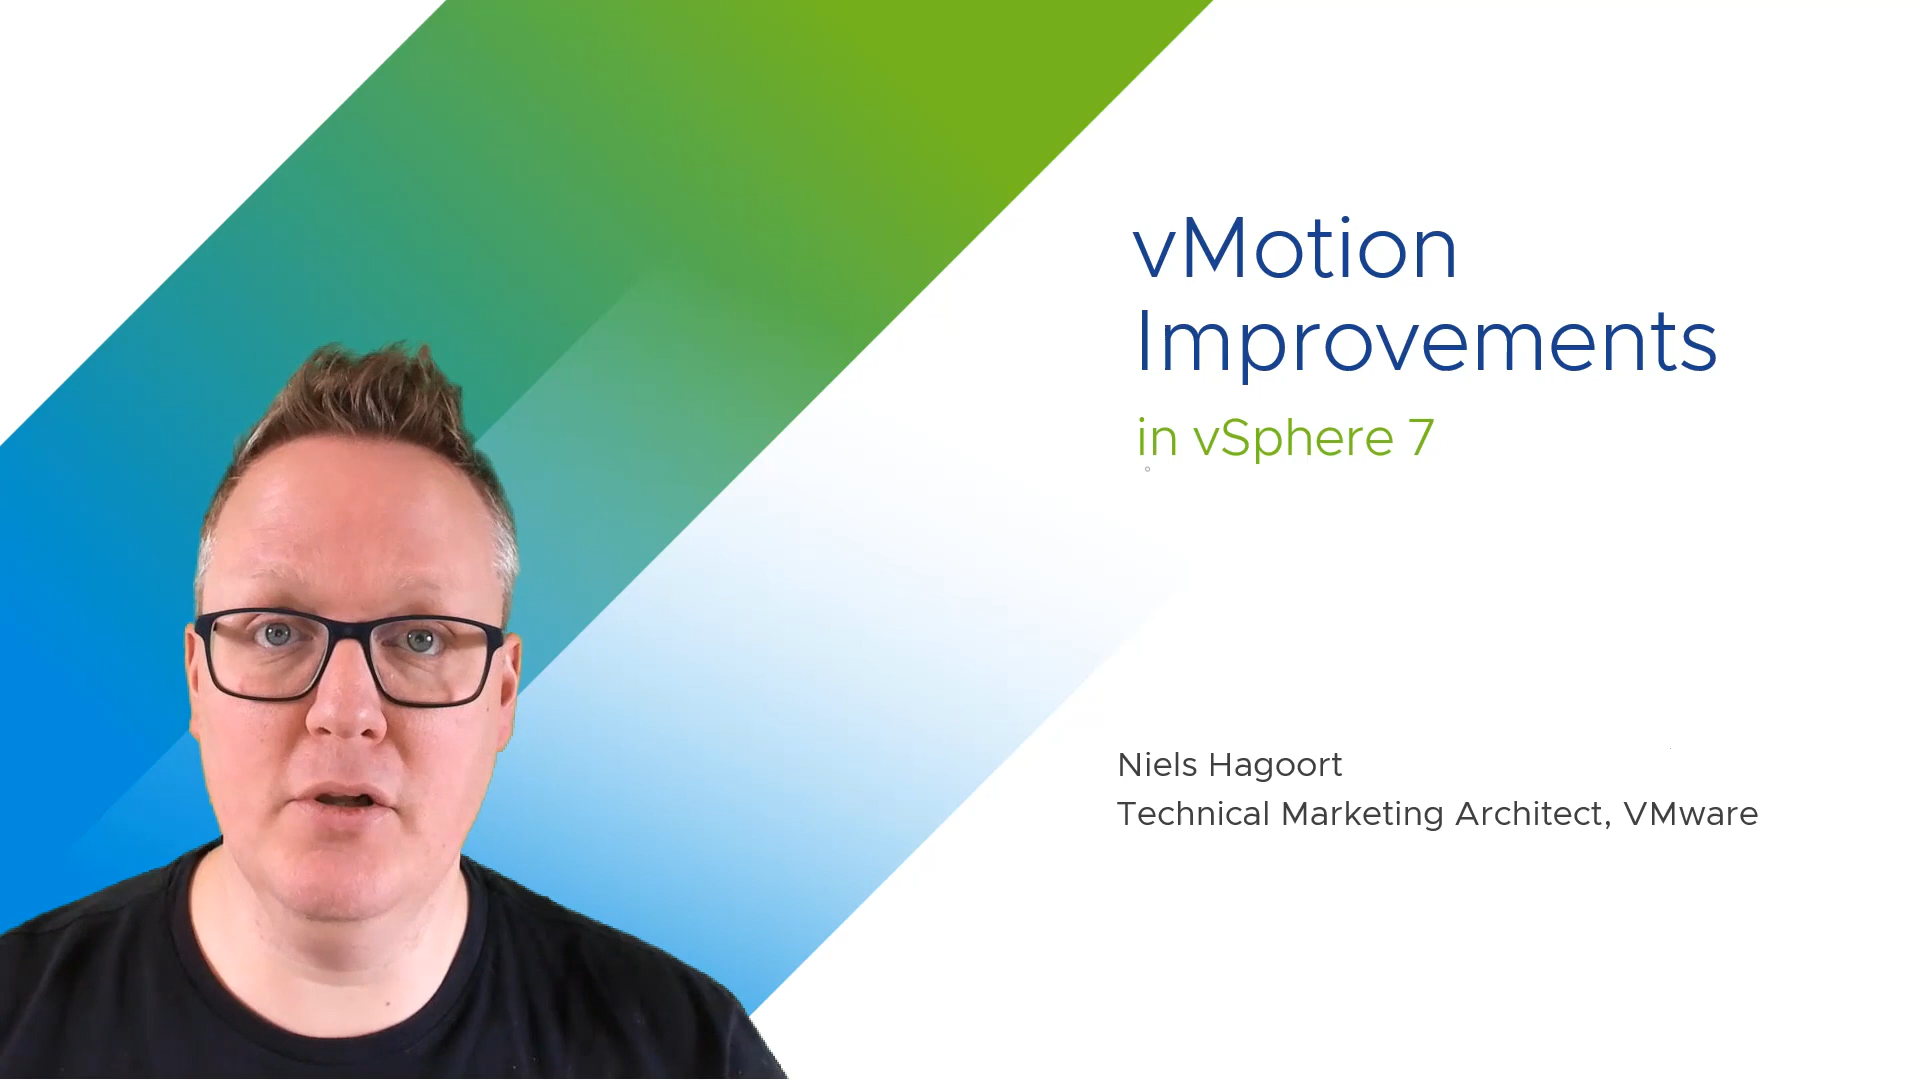 vMotion
Improvements
in vSphere 7
Niels Hagoort
Technical Marketing Architect, VMware